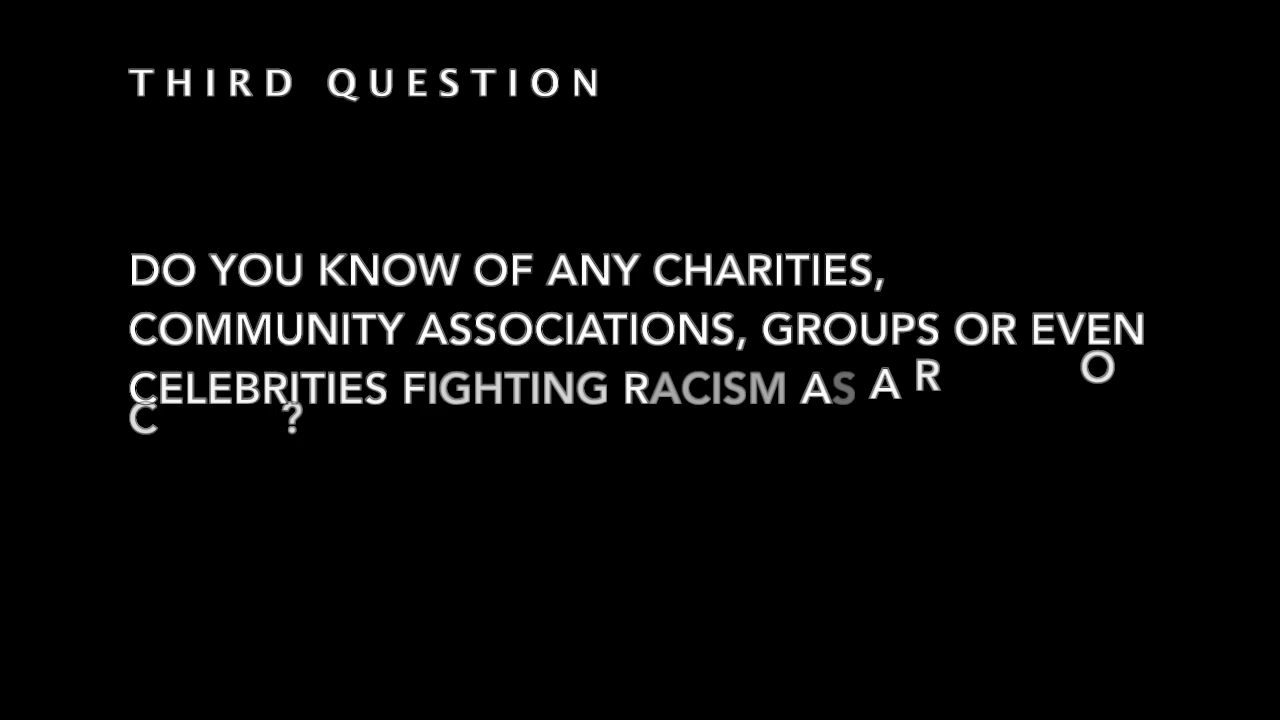 THIRD QUESTION
DO YOU KNOW OF ANY CHARITIES,
COMMUNITY ASSOCIATIONS, GROUPS OR EVEN
CELEBRITIES FIGHTING RACISM AS A R O
C ?